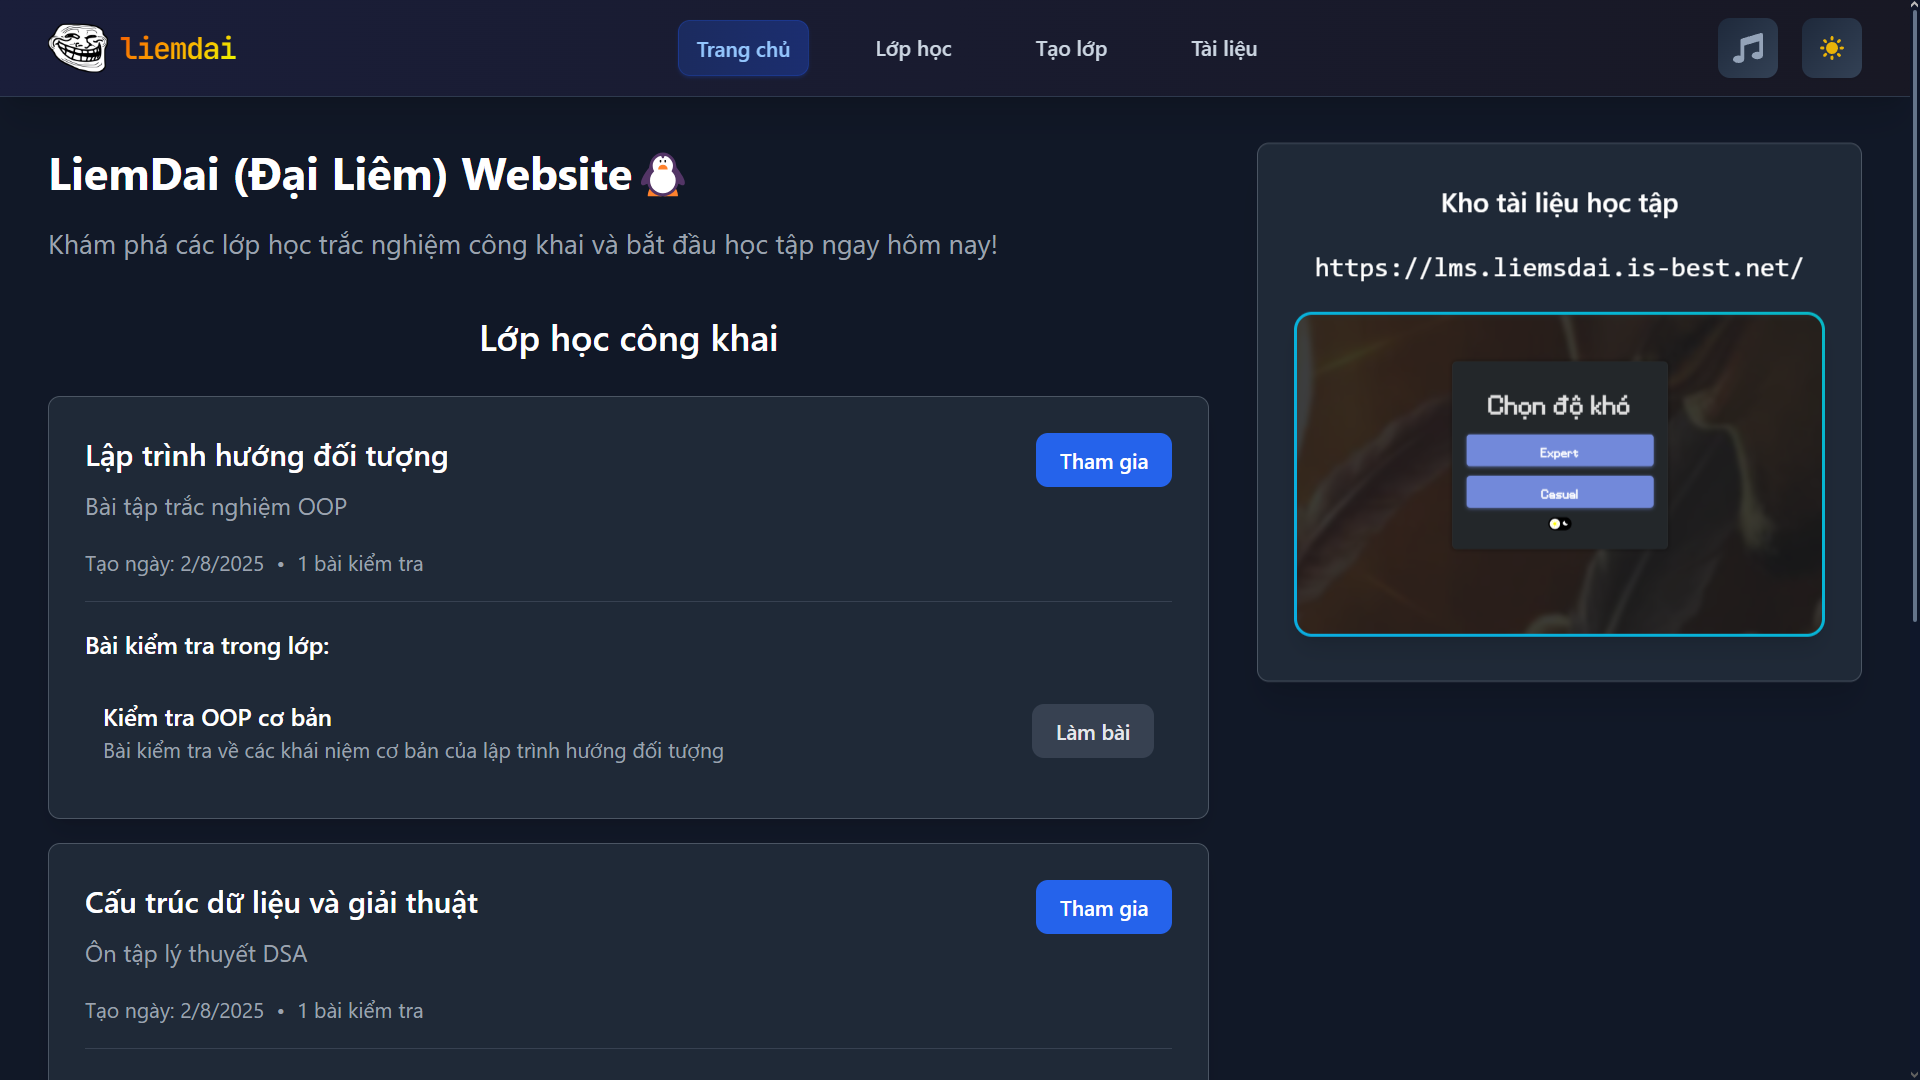 liemdai
Trang chủ
Lớp học
Tạo lớp
Tài liệu
LiemDai (Đại Liêm) Website
Khám phá các lớp học trắc nghiệm công khai và bắt đầu học tập ngay hôm nay!
Lớp học công khai
Lập trình hướng đối tượng
Tham gia
Bài tập trắc nghiệm OOP
Tạo ngày: 2/8/2025 • 1 bài kiểm tra
Bài kiểm tra trong lớp:
Kiểm tra OOP cơ bản
Bài kiểm tra về các khái niệm cơ bản của lập trình hướng đối tượng
Làm bài
Cấu trúc dữ liệu và giải thuật
Tham gia
Ôn tập lý thuyết DSA
Tạo ngày: 2/8/2025 • 1 bài kiểm tra
Kho tài liệu học tập
https://lms.liemsdai.is-best.net/
Chọn độ khó
Expert
Casual